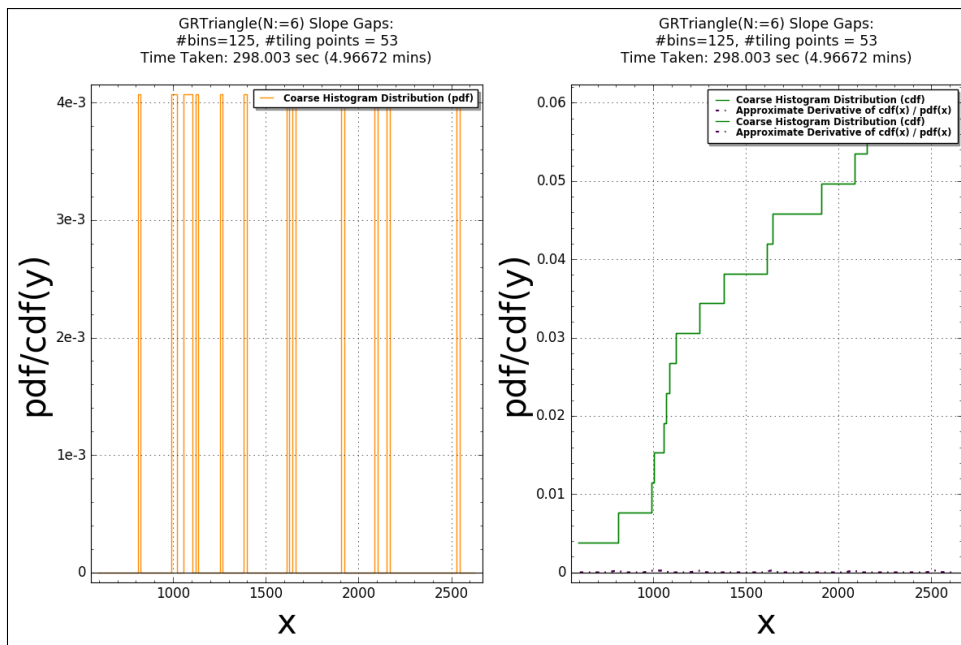 GRTriangle(N:=6) Slope Gaps:
#bins=125, #tiling points = 53
Time Taken: 298.003 sec (4.96672 mins)
Coarse Histogram Distribution (pdf)
4e-3
3e-3
2e-3
1e-3
0
1000
1500
2000
2500
pdf/cdf(y)
x
GRTriangle(N:=6) Slope Gaps:
#bins=125, #tiling points = 53
Time Taken: 298.003 sec (4.96672 mins)
Coarse Histogram Distribution (cdf)
Approximate Derivative of cdf(x) / pdf(x)
Coarse Histogram Distribution (cdf)
Approximate Derivative of cdf(x) / pdf(x)
0.06
0.05
0.04
0.03
0.02
0.01
0
1000
1500
2000
2500
pdf/cdf(y)
x